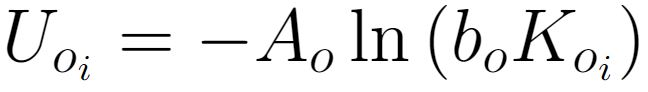 U_{o_i} = -A_o \ln (b_o K_{o_i})